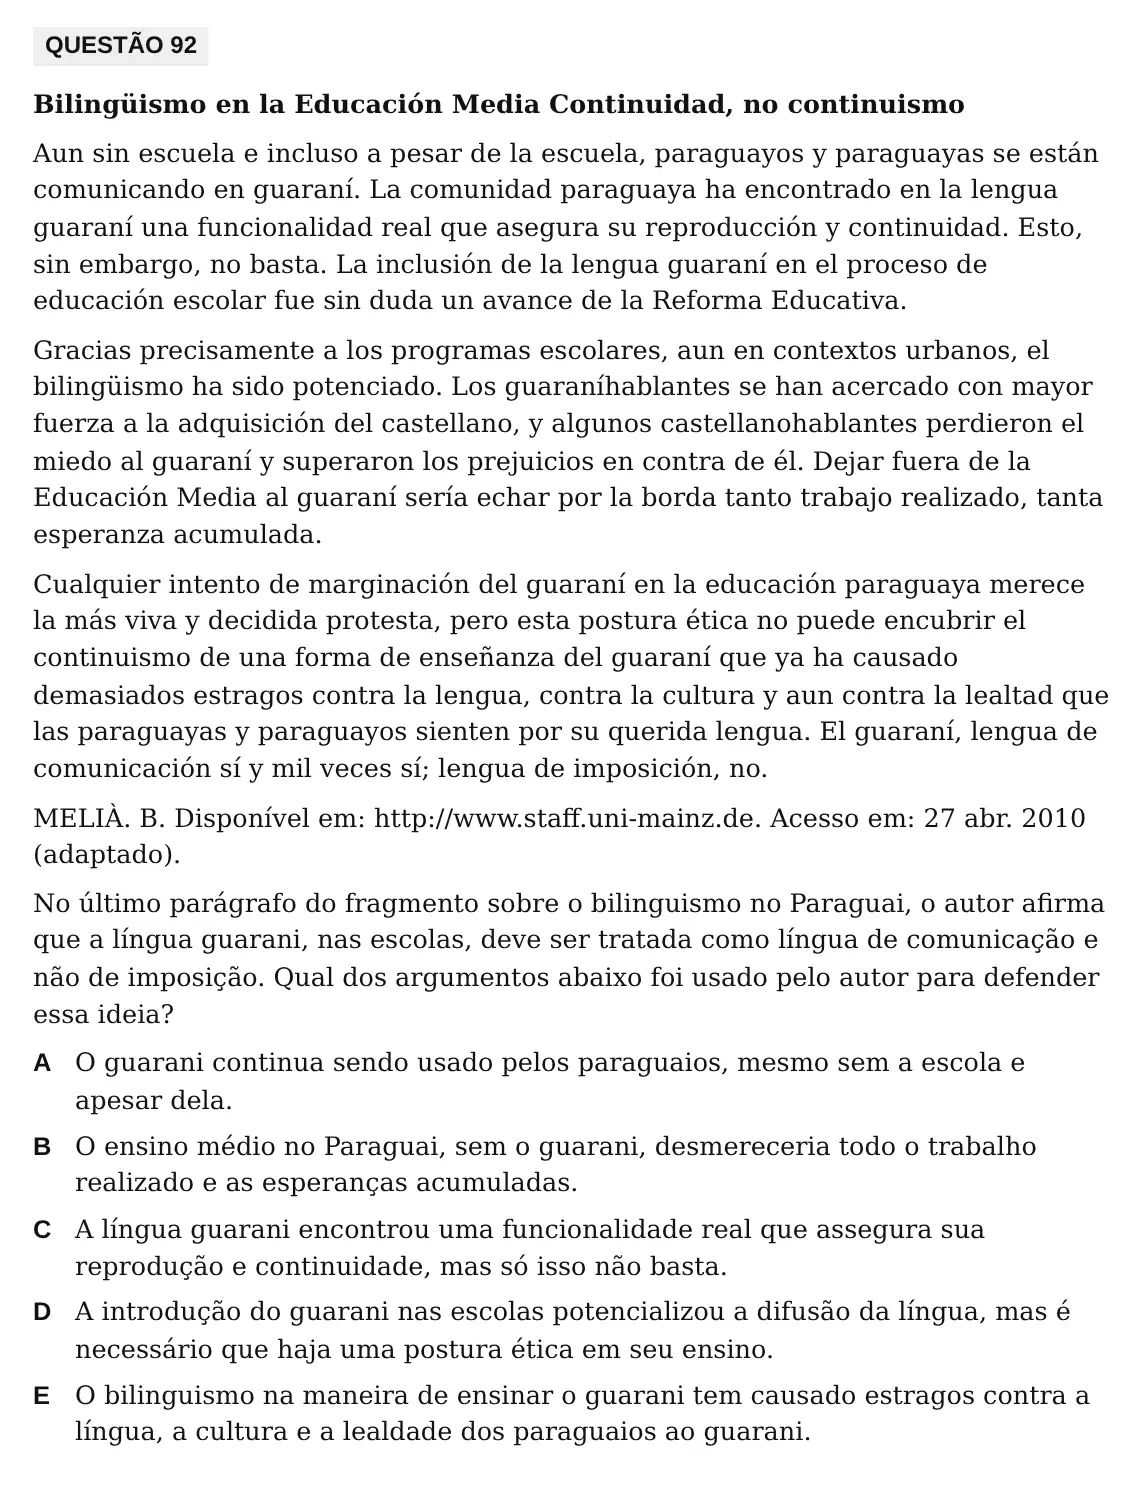 QUESTÃO 92
Bilingüismo en la Educación Media Continuidad, no continuismo
Aun sin escuela e incluso a pesar de la escuela, paraguayos y paraguayas se están
comunicando en guaraní. La comunidad paraguaya ha encontrado en la lengua
guaraní una funcionalidad real que asegura su reproducción y continuidad. Esto,
sin embargo, no basta. La inclusión de la lengua guaraní en el proceso de
educación escolar fue sin duda un avance de la Reforma Educativa.
Gracias precisamente a los programas escolares, aun en contextos urbanos, el
bilingüismo ha sido potenciado. Los guaraníhablantes se han acercado con mayor
fuerza a la adquisición del castellano, y algunos castellanohablantes perdieron el
miedo al guaraní y superaron los prejuicios en contra de él. Dejar fuera de la
Educación Media al guaraní sería echar por la borda tanto trabajo realizado, tanta
esperanza acumulada.
Cualquier intento de marginación del guaraní en la educación paraguaya merece
la más viva y decidida protesta, pero esta postura ética no puede encubrir el
continuismo de una forma de enseñanza del guaraní que ya ha causado
demasiados estragos contra la lengua, contra la cultura y aun contra la lealtad que
las paraguayas y paraguayos sienten por su querida lengua. El guaraní, lengua de
comunicación sí y mil veces sí; lengua de imposición, no.
MELIÀ. B. Disponível em: http://www.staff.uni-mainz.de. Acesso em: 27 abr. 2010
(adaptado).
No último parágrafo do fragmento sobre o bilinguismo no Paraguai, o autor afirma
que a língua guarani, nas escolas, deve ser tratada como língua de comunicação e
não de imposição. Qual dos argumentos abaixo foi usado pelo autor para defender
essa ideia?
A O guarani continua sendo usado pelos paraguaios, mesmo sem a escola e
apesar dela.
B O ensino médio no Paraguai, sem o guarani, desmereceria todo o trabalho
realizado e as esperanças acumuladas.
C A língua guarani encontrou uma funcionalidade real que assegura sua
reprodução e continuidade, mas só isso não basta.
D A introdução do guarani nas escolas potencializou a difusão da língua, mas é
necessário que haja uma postura ética em seu ensino.
E O bilinguismo na maneira de ensinar o guarani tem causado estragos contra a
língua, a cultura e a lealdade dos paraguaios ao guarani.